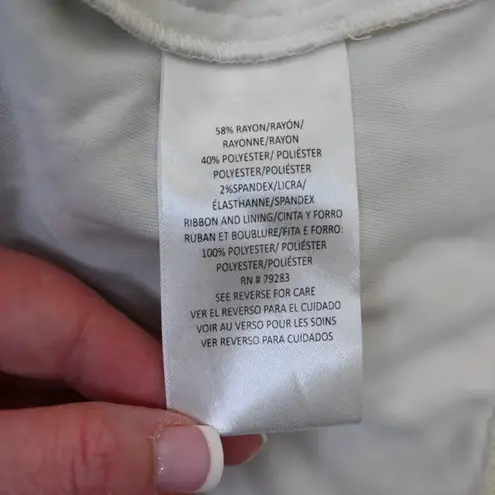 58% RAYON/RAYÓN/
RAYONNE/RAYON
40% POLYESTER/ POLIÉSTER
POLYESTER/POLIÉSTER
2%SPANDEX/LICRA/
ÉLASTHANNE/SPANDEX
RIBBON AND LINING/CINTA Y FORRO
RUBAN ET BOUBLURE/FITA E FORRO:
100% POLYESTER/ POLIÉSTER
POLYESTER/POLIÉSTER
RN # 79283
SEE REVERSE FOR CARE
VER EL REVERSO PARA EL CUIDADO
VOIR AU VERSO POUR LES SOINS
VER REVERSO PARA CUIDADOS